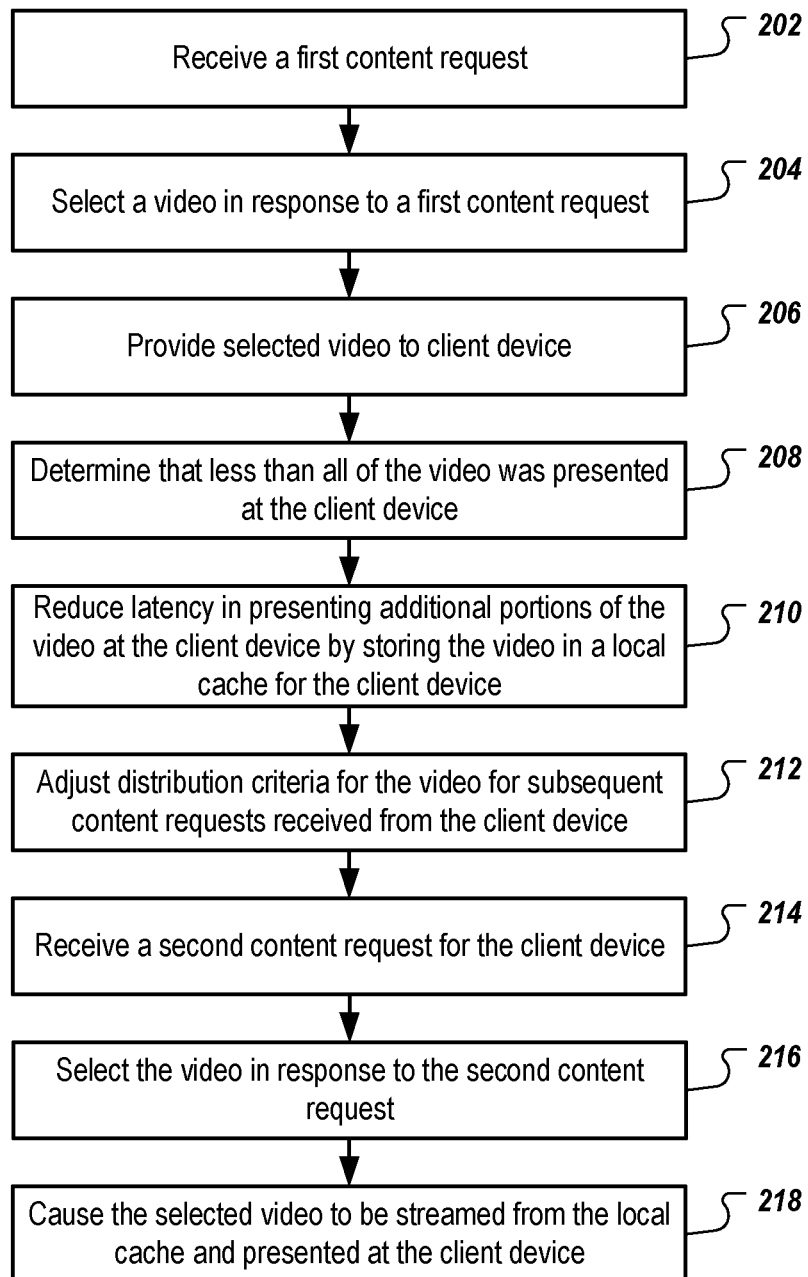 202
Receive a first content request
204
Select a video in response to a first content request
206
Provide selected video to client device
208
Determine that less than all of the video was presented
at the client device
210
Reduce latency in presenting additional portions of the
video at the client device by storing the video in a local
cache for the client device
212
Adjust distribution criteria for the video for subsequent
content requests received from the client device
214
Receive a second content request for the client device
216
Select the video in response to the second content
request
218
Cause the selected video to be streamed from the local
cache and presented at the client device